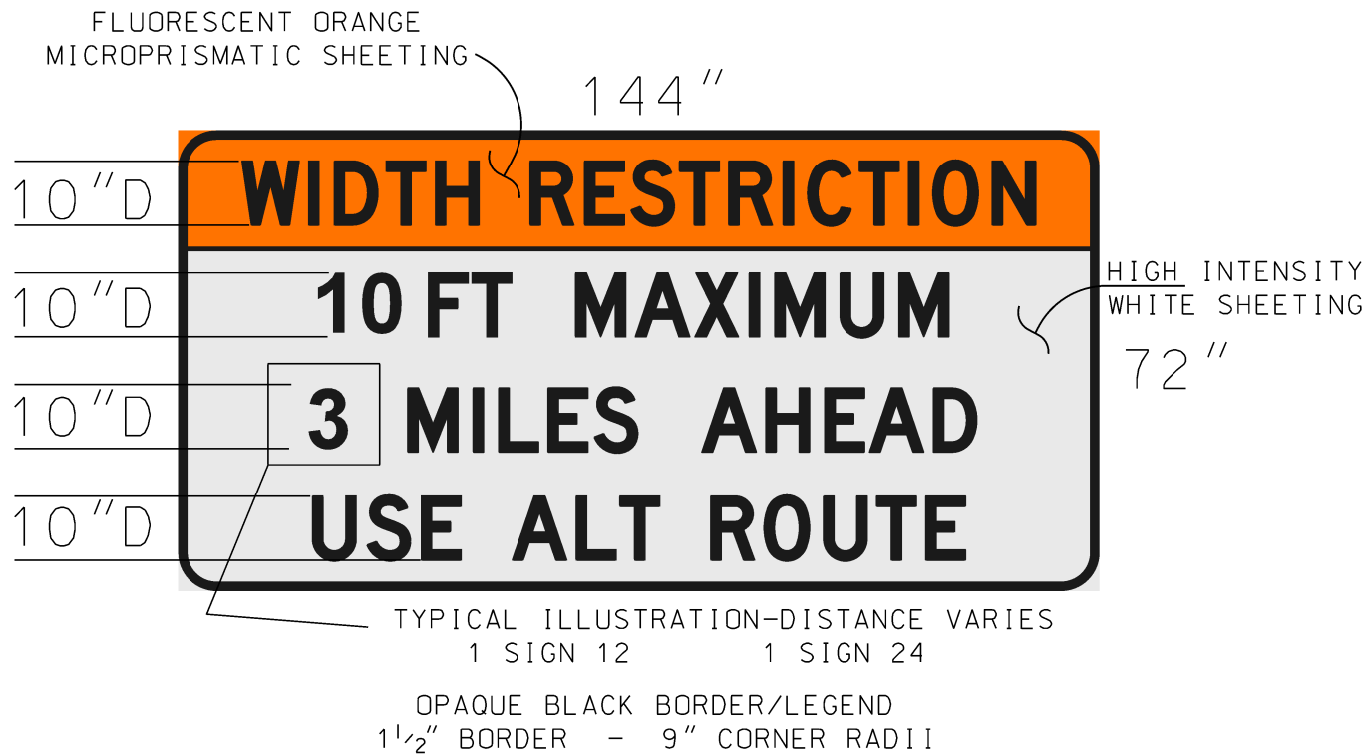 FLUORESCENT ORANGE
MICROPRISMATIC SHEETING
144"
10"D
WIDTH RESTRICTION
10"D
10 FT MAXIMUM
HIGH INTENSITY
WHITE SHEETING
72"
10"D
3 MILES AHEAD
10"D
USE ALT ROUTE
TYPICAL ILLUSTRATION-DISTANCE VARIES
1 SIGN 12 1 SIGN 24
OPAQUE BLACK BORDER/LEGEND
1 1/2" BORDER - 9" CORNER RADII